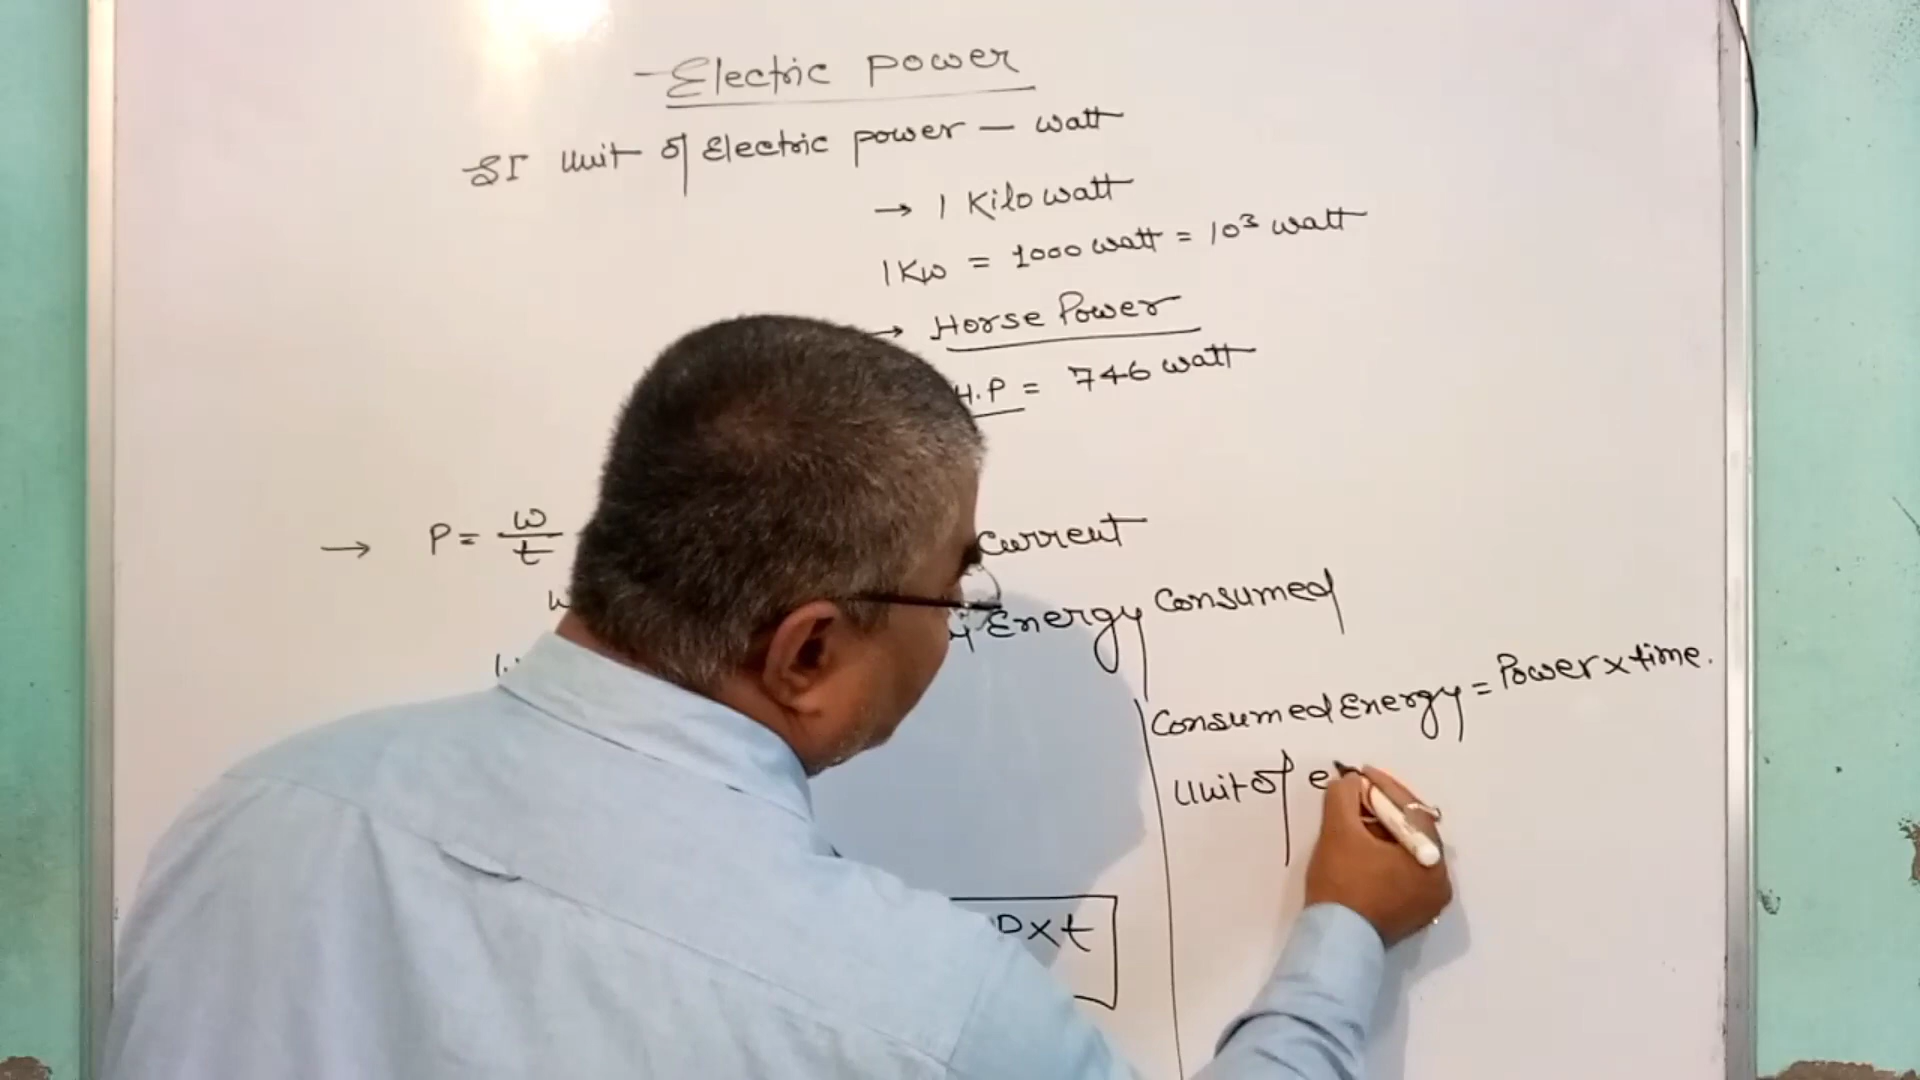 Electric power
SI unit of Electric power — watt
→ 1 Kilo watt
1 Kw = 1000 watt = 10³ watt
→ Horse Power
H.P = 746 watt
→ P = w/t
Current
Energy Consumed
Consumed Energy = Power x time.
unit of e
P x t